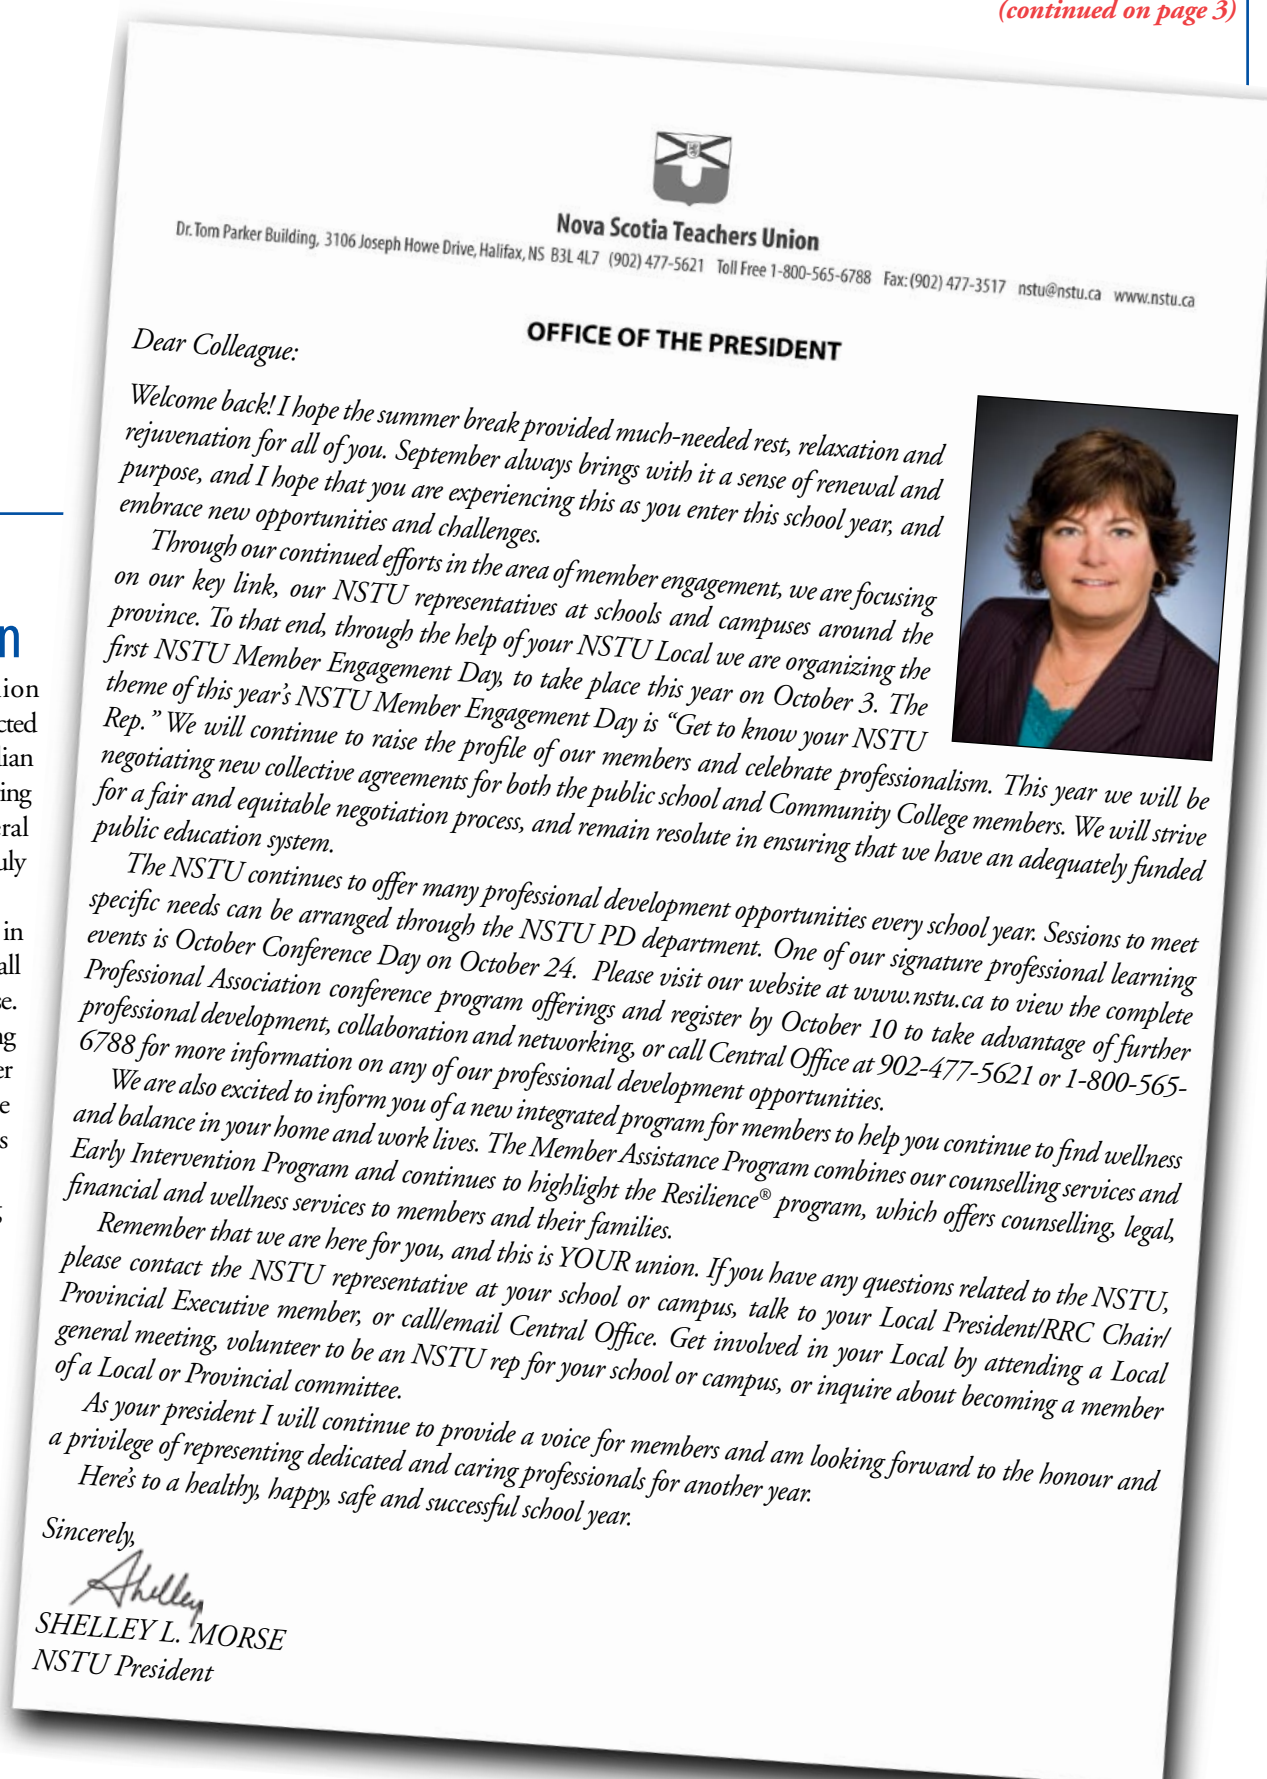 (continued on page 3)
Nova Scotia Teachers Union
Dr. Tom Parker Building, 3106 Joseph Howe Drive, Halifax, NS B3L 4L7 (902) 477-5621 Toll Free 1-800-565-6788 Fax: (902) 477-3517 nstu@nstu.ca www.nstu.ca
OFFICE OF THE PRESIDENT
Dear Colleague:
Welcome back! I hope the summer break provided much-needed rest, relaxation and
rejuvenation for all of you. September always brings with it a sense of renewal and
purpose, and I hope that you are experiencing this as you enter this school year, and
embrace new opportunities and challenges.
Through our continued efforts in the area of member engagement, we are focusing
on our key link, our NSTU representatives at schools and campuses around the
province. To that end, through the help of your NSTU Local we are organizing the
first NSTU Member Engagement Day, to take place this year on October 3. The
theme of this year's NSTU Member Engagement Day is “Get to know your NSTU
Rep.” We will continue to raise the profile of our members and celebrate professionalism. This year we will be
negotiating new collective agreements for both the public school and Community College members. We will strive
for a fair and equitable negotiation process, and remain resolute in ensuring that we have an adequately funded
public education system.
The NSTU continues to offer many professional development opportunities every school year. Sessions to meet
specific needs can be arranged through the NSTU PD department. One of our signature professional learning
events is October Conference Day on October 24. Please visit our website at www.nstu.ca to view the complete
Professional Association conference program offerings and register by October 10 to take advantage of further
professional development, collaboration and networking, or call Central Office at 902-477-5621 or 1-800-565-
6788 for more information on any of our professional development opportunities.
We are also excited to inform you of a new integrated program for members to help you continue to find wellness
and balance in your home and work lives. The Member Assistance Program combines our counselling services and
Early Intervention Program and continues to highlight the Resilience® program, which offers counselling, legal,
financial and wellness services to members and their families.
Remember that we are here for you, and this is YOUR union. If you have any questions related to the NSTU,
please contact the NSTU representative at your school or campus, talk to your Local President/RRC Chair/
Provincial Executive member, or call/email Central Office. Get involved in your Local by attending a Local
general meeting, volunteer to be an NSTU rep for your school or campus, or inquire about becoming a member
of a Local or Provincial committee.
As your president I will continue to provide a voice for members and am looking forward to the honour and
a privilege of representing dedicated and caring professionals for another year.
Here's to a healthy, happy, safe and successful school year.
Sincerely,
Shelley
SHELLEY L. MORSE
NSTU President